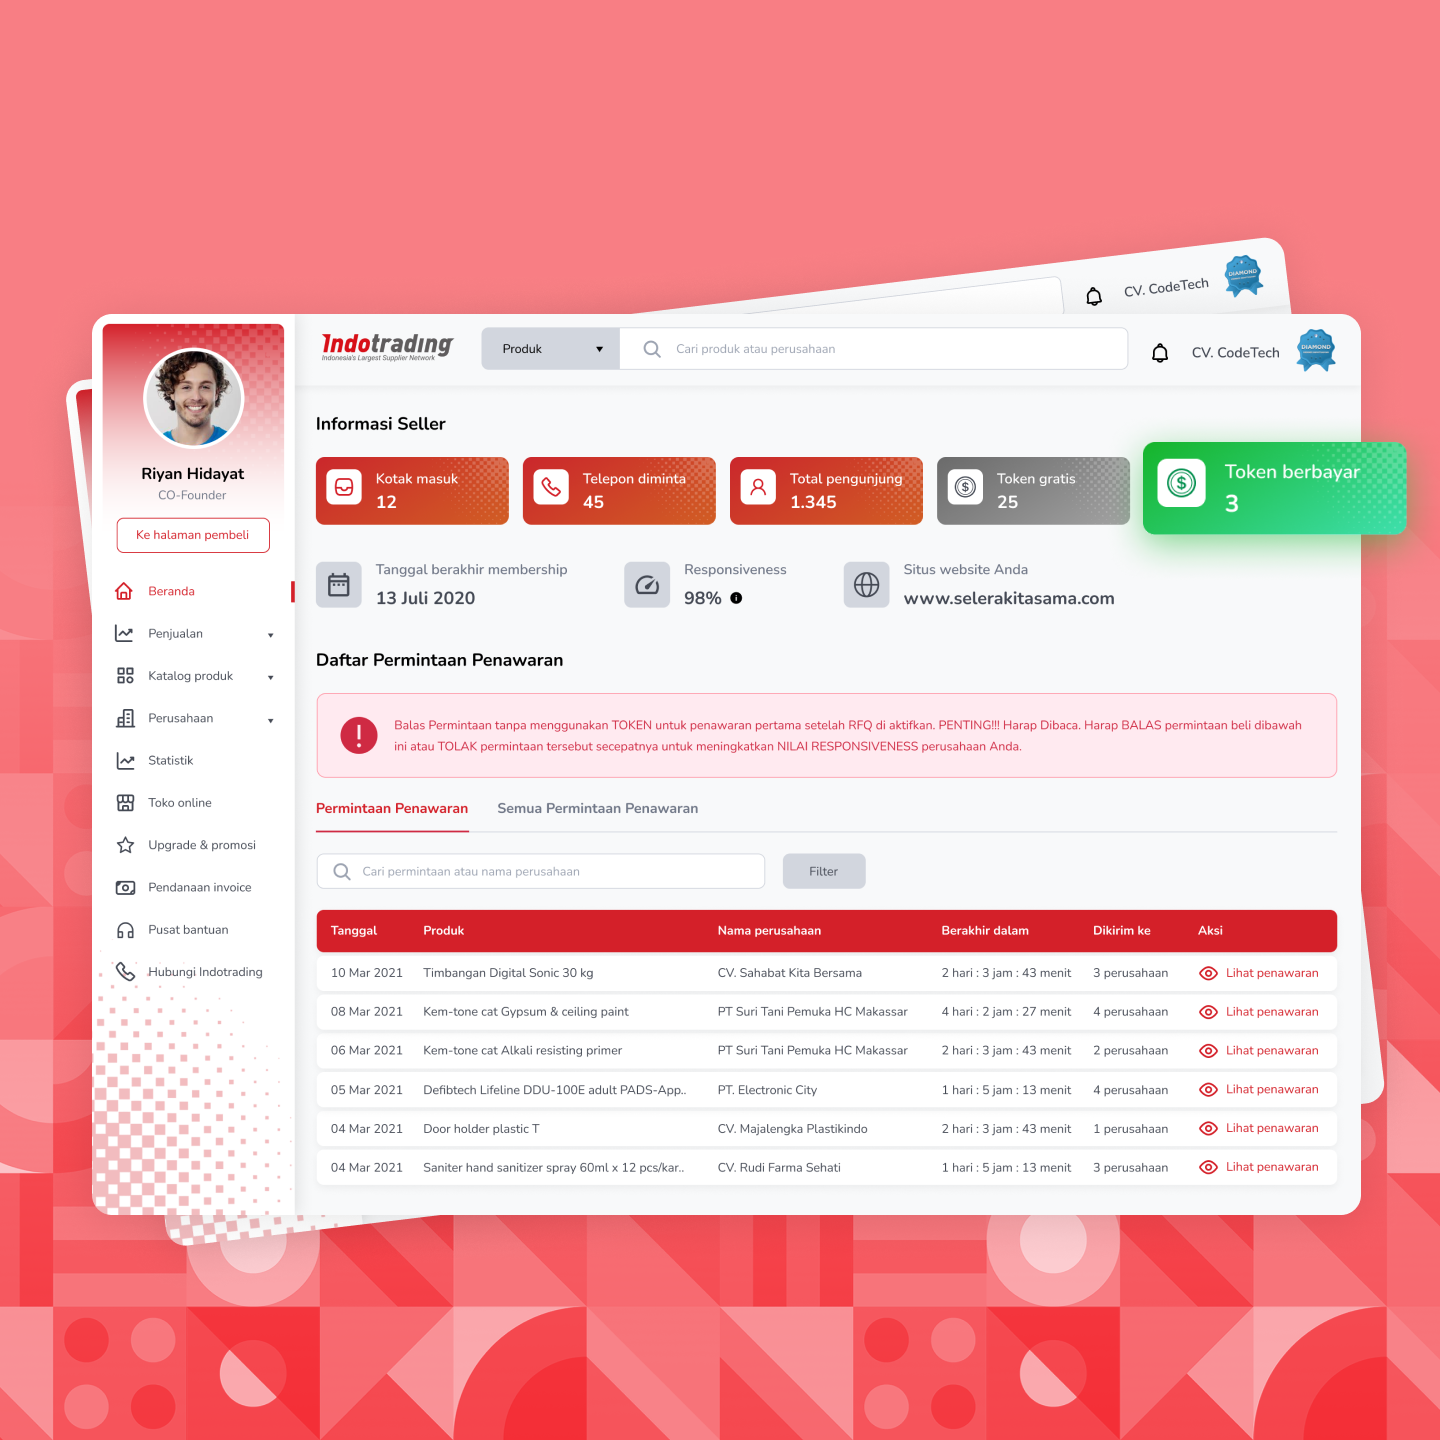 CV. CodeTech
DIAMOND
Indotrading
Indonesia's Largest Supplier Network
Produk
Cari produk atau perusahaan
CV. CodeTech
DIAMOND
Riyan Hidayat
CO-Founder
Ke halaman pembeli
Beranda
Penjualan
Katalog produk
Perusahaan
Statistik
Toko online
Upgrade & promosi
Pendanaan invoice
Pusat bantuan
Hubungi Indotrading
Informasi Seller
Kotak masuk
12
Telepon diminta
45
Total pengunjung
1.345
Token gratis
25
Token berbayar
3
Tanggal berakhir membership
13 Juli 2020
Responsiveness
98%
Situs website Anda
www.selerakitasama.com
Daftar Permintaan Penawaran
Balas Permintaan tanpa menggunakan TOKEN untuk penawaran pertama setelah RFQ di aktifkan. PENTING!!! Harap Dibaca. Harap BALAS permintaan beli dibawah
ini atau TOLAK permintaan tersebut secepatnya untuk meningkatkan NILAI RESPONSIVENESS perusahaan Anda.
Permintaan Penawaran Semua Permintaan Penawaran
Cari permintaan atau nama perusahaan
Filter
Tanggal Produk Nama perusahaan Berakhir dalam Dikirim ke Aksi
10 Mar 2021 Timbangan Digital Sonic 30 kg CV. Sahabat Kita Bersama 2 hari : 3 jam : 43 menit 3 perusahaan Lihat penawaran
08 Mar 2021 Kem-tone cat Gypsum & ceiling paint PT Suri Tani Pemuka HC Makassar 4 hari : 2 jam : 27 menit 4 perusahaan Lihat penawaran
06 Mar 2021 Kem-tone cat Alkali resisting primer PT Suri Tani Pemuka HC Makassar 2 hari : 3 jam : 43 menit 2 perusahaan Lihat penawaran
05 Mar 2021 Defibtech Lifeline DDU-100E adult PADS-App.. PT. Electronic City 1 hari : 5 jam : 13 menit 4 perusahaan Lihat penawaran
04 Mar 2021 Door holder plastic T CV. Majalengka Plastikindo 2 hari : 3 jam : 43 menit 1 perusahaan Lihat penawaran
04 Mar 2021 Saniter hand sanitizer spray 60ml x 12 pcs/kar.. CV. Rudi Farma Sehati 1 hari : 5 jam : 13 menit 3 perusahaan Lihat penawaran